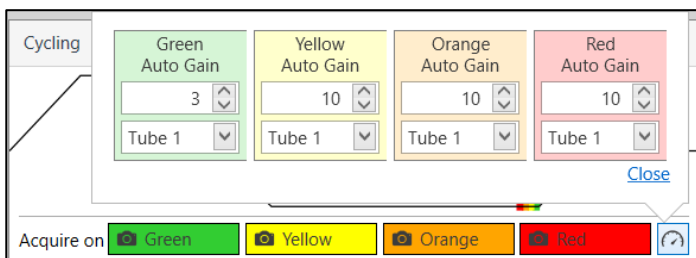 Cycling
Green
Auto Gain
3
Tube 1
Yellow
Auto Gain
10
Tube 1
Orange
Auto Gain
10
Tube 1
Red
Auto Gain
10
Tube 1
Close
Acquire on Green Yellow Orange Red